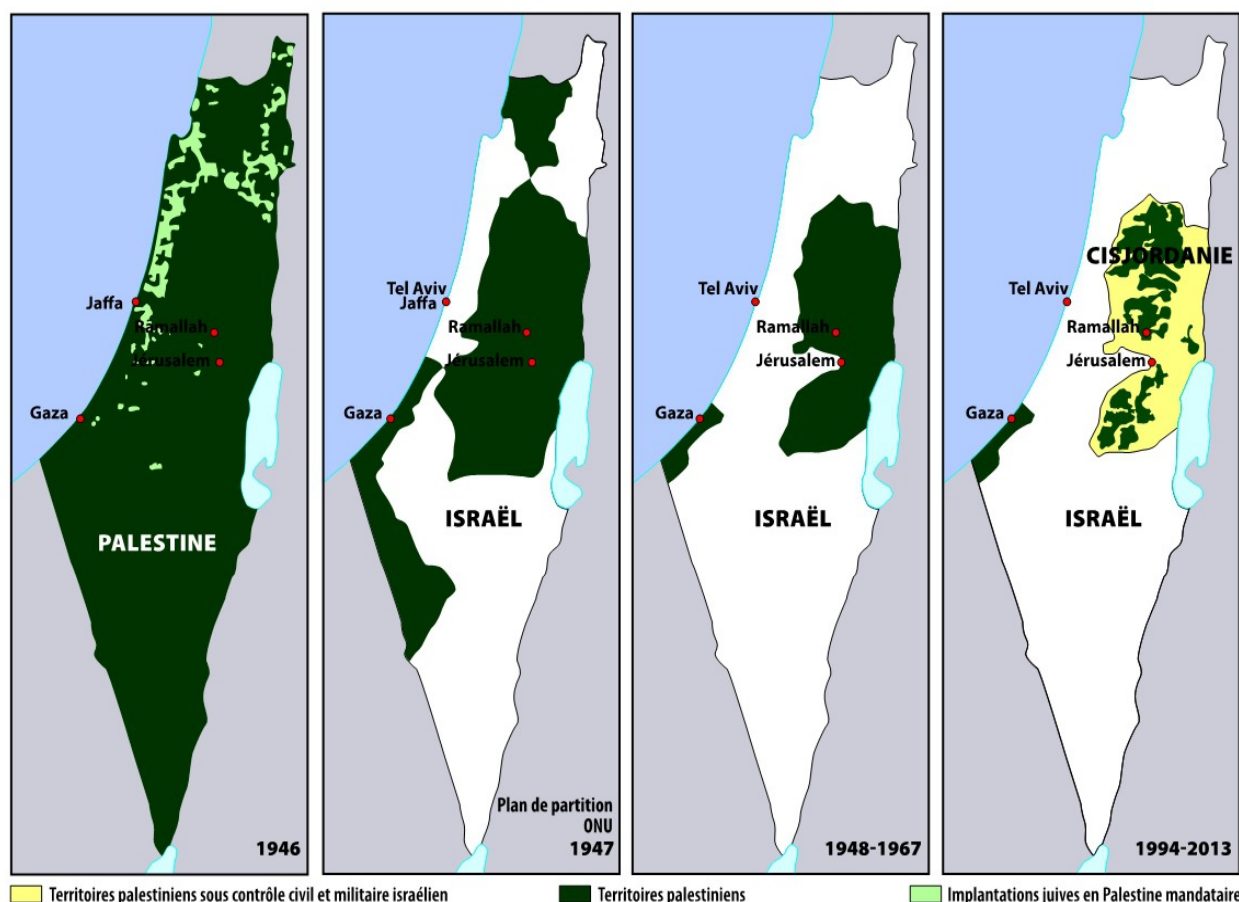 Jaffa
Ramallah
Jérusalem
Gaza
PALESTINE
1946
Tel Aviv
Jaffa
Ramallah
Jérusalem
Gaza
ISRAËL
Plan de partition
ONU
1947
Tel Aviv
Ramallah
Jérusalem
Gaza
ISRAËL
1948-1967
CISJORDANIE
Tel Aviv
Ramallah
Jérusalem
Gaza
ISRAËL
1994-2013
Territoires palestiniens sous contrôle civil et militaire israélien
Territoires palestiniens
Implantations juives en Palestine mandataire